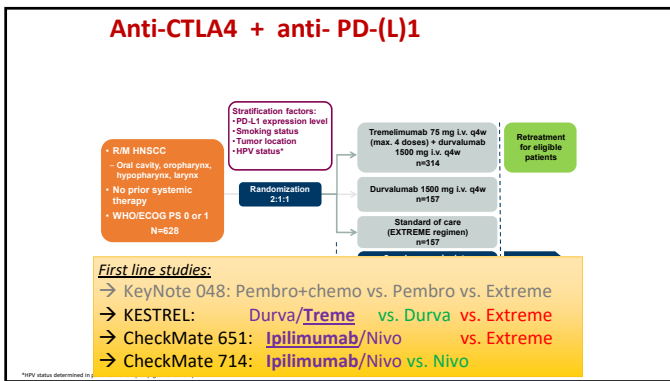 Anti-CTLA4 + anti- PD-(L)1
Stratification factors:
•PD-L1 expression level
•Smoking status
•Tumor location
•HPV status*
• R/M HNSCC
– Oral cavity, oropharynx,
hypopharynx, larynx
• No prior systemic
therapy
• WHO/ECOG PS 0 or 1
N=628
Randomization
2:1:1
Tremelimumab 75 mg i.v. q4w
(max. 4 doses) + durvalumab
1500 mg i.v. q4w
n=314
Durvalumab 1500 mg i.v. q4w
n=157
Standard of care
(EXTREME regimen)
n=157
Retreatment
for eligible
patients
First line studies:
→ KeyNote 048: Pembro+chemo vs. Pembro vs. Extreme
→ KESTREL: Durva/Treme vs. Durva vs. Extreme
→ CheckMate 651: Ipilimumab/Nivo vs. Extreme
→ CheckMate 714: Ipilimumab/Nivo vs. Nivo
*HPV status determined in